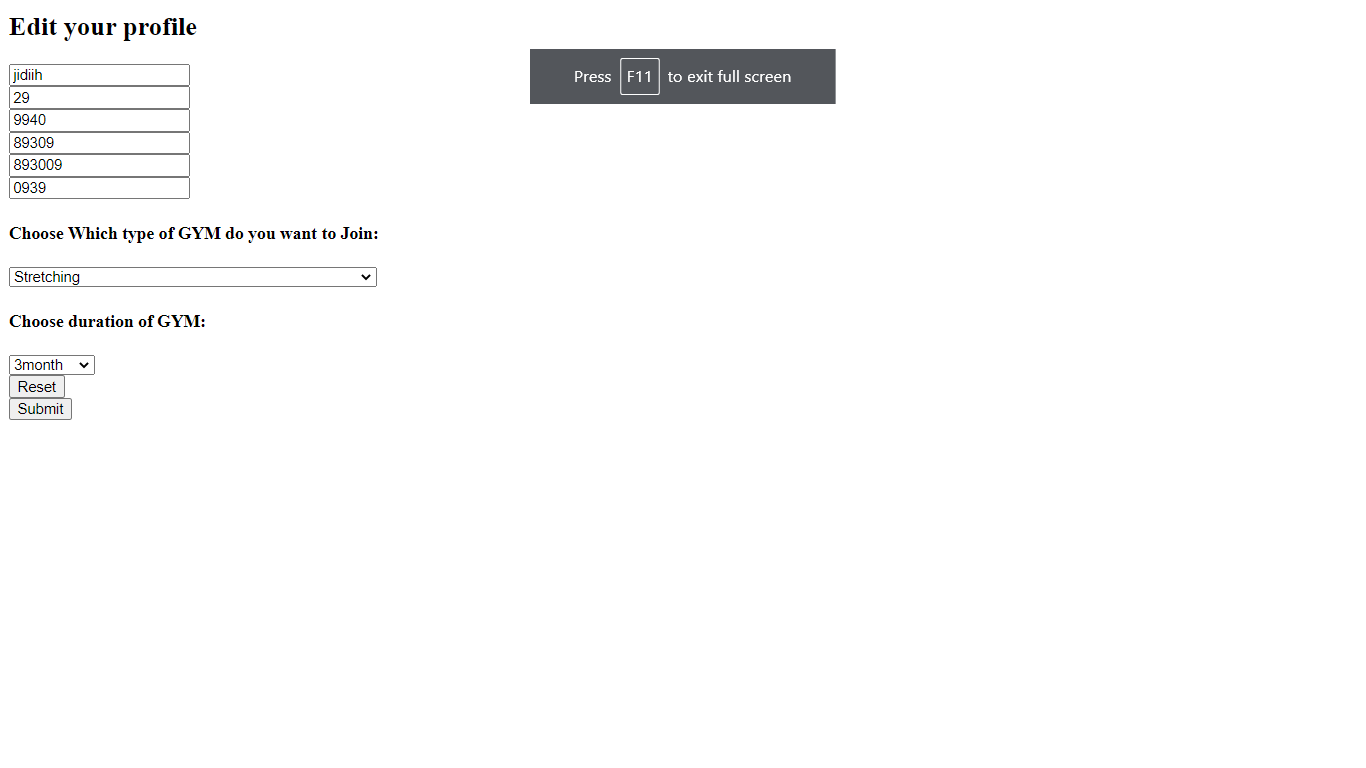 Edit your profile
Press F11 to exit full screen
jidiih
29
9940
89309
893009
0939
Choose Which type of GYM do you want to Join:
Stretching
Choose duration of GYM:
3month
Reset
Submit